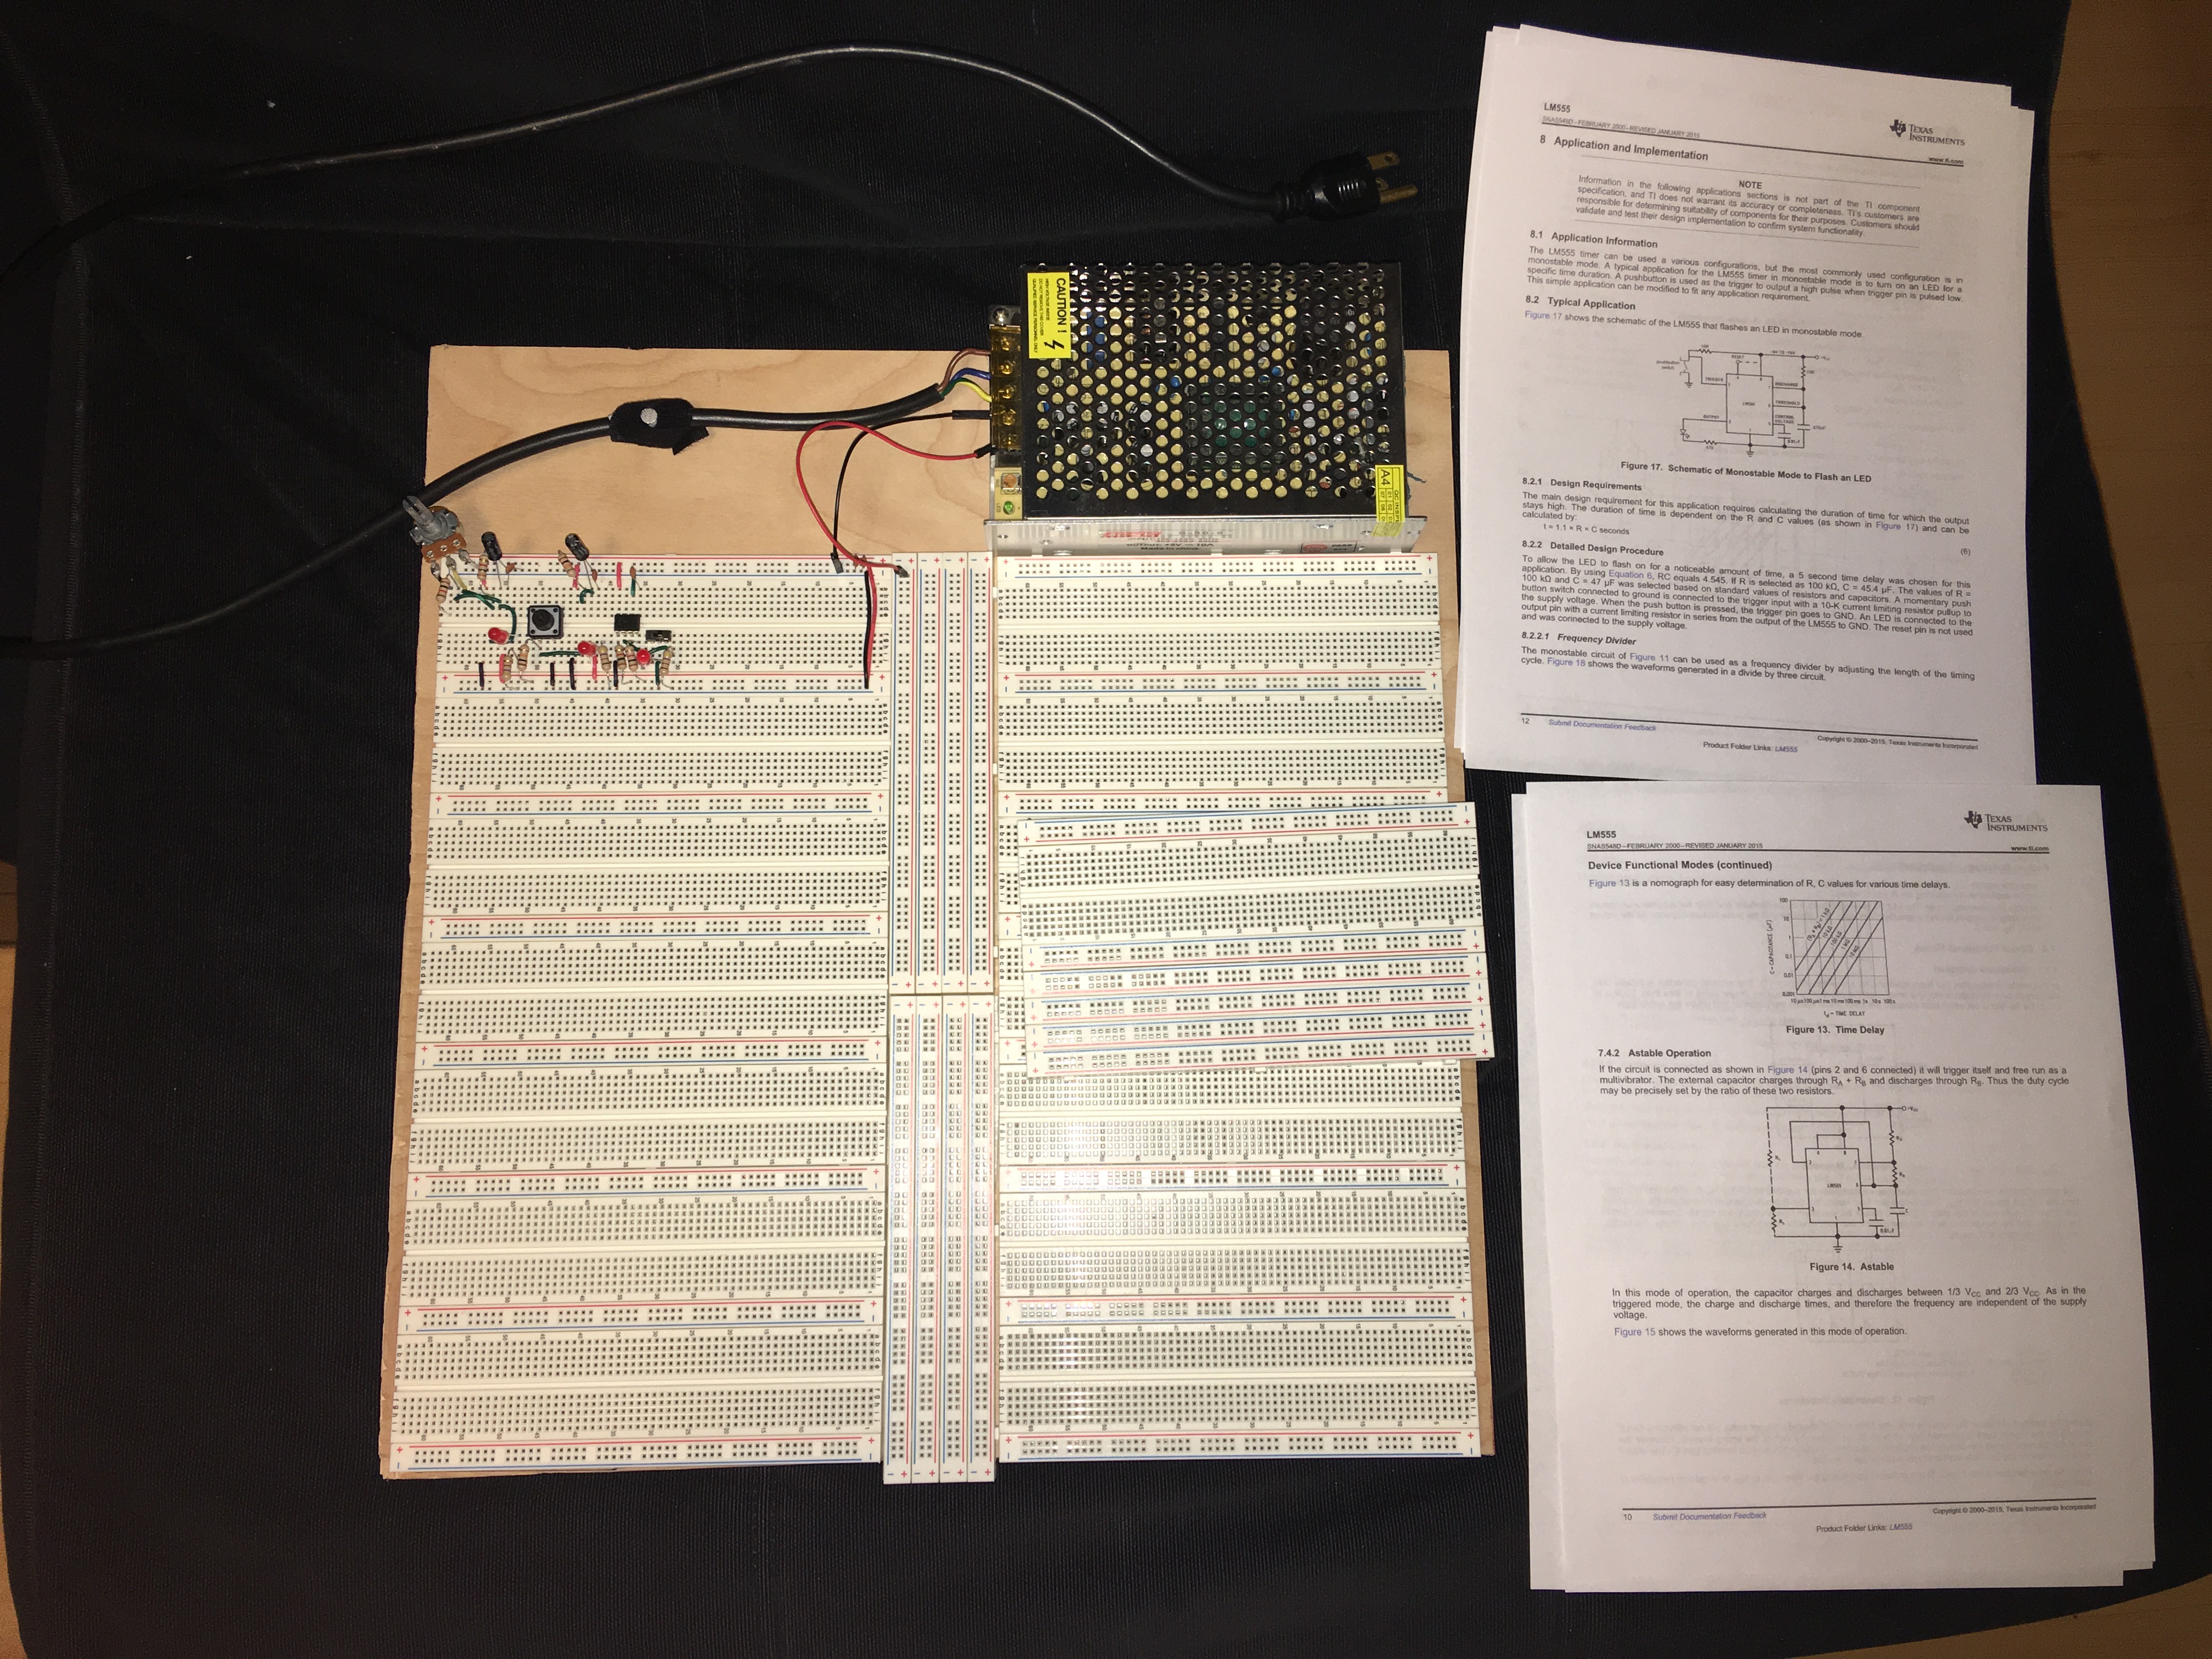 LM555
SNAS548D –FEBRUARY 2000–REVISED JANUARY 2015
TEXAS
INSTRUMENTS
www.ti.com
8 Application and Implementation
NOTE
Information in the following applications sections is not part of the TI component
specification, and TI does not warrant its accuracy or completeness. TI's customers are
responsible for determining suitability of components for their purposes. Customers should
validate and test their design implementation to confirm system functionality.
8.1 Application Information
The LM555 timer can be used a various configurations, but the most commonly used configuration is in
monostable mode. A typical application for the LM555 timer in monostable mode is to turn on an LED for a
specific time duration. A pushbutton is used as the trigger to output a high pulse when trigger pin is pulsed low.
This simple application can be modified to fit any application requirement.
8.2 Typical Application
Figure 17 shows the schematic of the LM555 that flashes an LED in monostable mode.
Figure 17. Schematic of Monostable Mode to Flash an LED
8.2.1 Design Requirements
The main design requirement for this application requires calculating the duration of time for which the output
stays high. The duration of time is dependent on the R and C values (as shown in Figure 17) and can be
calculated by:
t = 1.1 × R × C seconds
(6)
8.2.2 Detailed Design Procedure
To allow the LED to flash on for a noticeable amount of time, a 5 second time delay was chosen for this
application. By using Equation 6, RC equals 4.545. If R is selected as 100 kΩ, C = 45.4 µF. The values of R =
100 kΩ and C = 47 µF was selected based on standard values of resistors and capacitors. A momentary push
button switch connected to ground is connected to the trigger input with a 10-K current limiting resistor pullup to
the supply voltage. When the push button is pressed, the trigger pin goes to GND. An LED is connected to the
output pin with a current limiting resistor in series from the output of the LM555 to GND. The reset pin is not used
and was connected to the supply voltage.
8.2.2.1 Frequency Divider
The monostable circuit of Figure 11 can be used as a frequency divider by adjusting the length of the timing
cycle. Figure 18 shows the waveforms generated in a divide by three circuit.
12
Submit Documentation Feedback
Copyright © 2000–2015, Texas Instruments Incorporated
Product Folder Links: LM555
LM555
SNAS548D –FEBRUARY 2000–REVISED JANUARY 2015
TEXAS
INSTRUMENTS
www.ti.com
Device Functional Modes (continued)
Figure 13 is a nomograph for easy determination of R, C values for various time delays.
C – CAPACITANCE (µF)
100
10
1
0.1
0.01
0.001
Figure 13. Time Delay
7.4.2 Astable Operation
If the circuit is connected as shown in Figure 14 (pins 2 and 6 connected) it will trigger itself and free run as a
multivibrator. The external capacitor charges through RA + RB and discharges through RB. Thus the duty cycle
may be precisely set by the ratio of these two resistors.
LM555
Figure 14. Astable
In this mode of operation, the capacitor charges and discharges between 1/3 VCC and 2/3 VCC. As in the
triggered mode, the charge and discharge times, and therefore the frequency are independent of the supply
voltage.
Figure 15 shows the waveforms generated in this mode of operation.
10
Submit Documentation Feedback
Copyright © 2000–2015, Texas Instruments Incorporated
Product Folder Links: LM555
CAUTION !
HIGH VOLTAGE INSIDE
DO NOT REMOVE THIS COVER
QUALIFIED SERVICE PERSONNEL ONLY
LED
A4